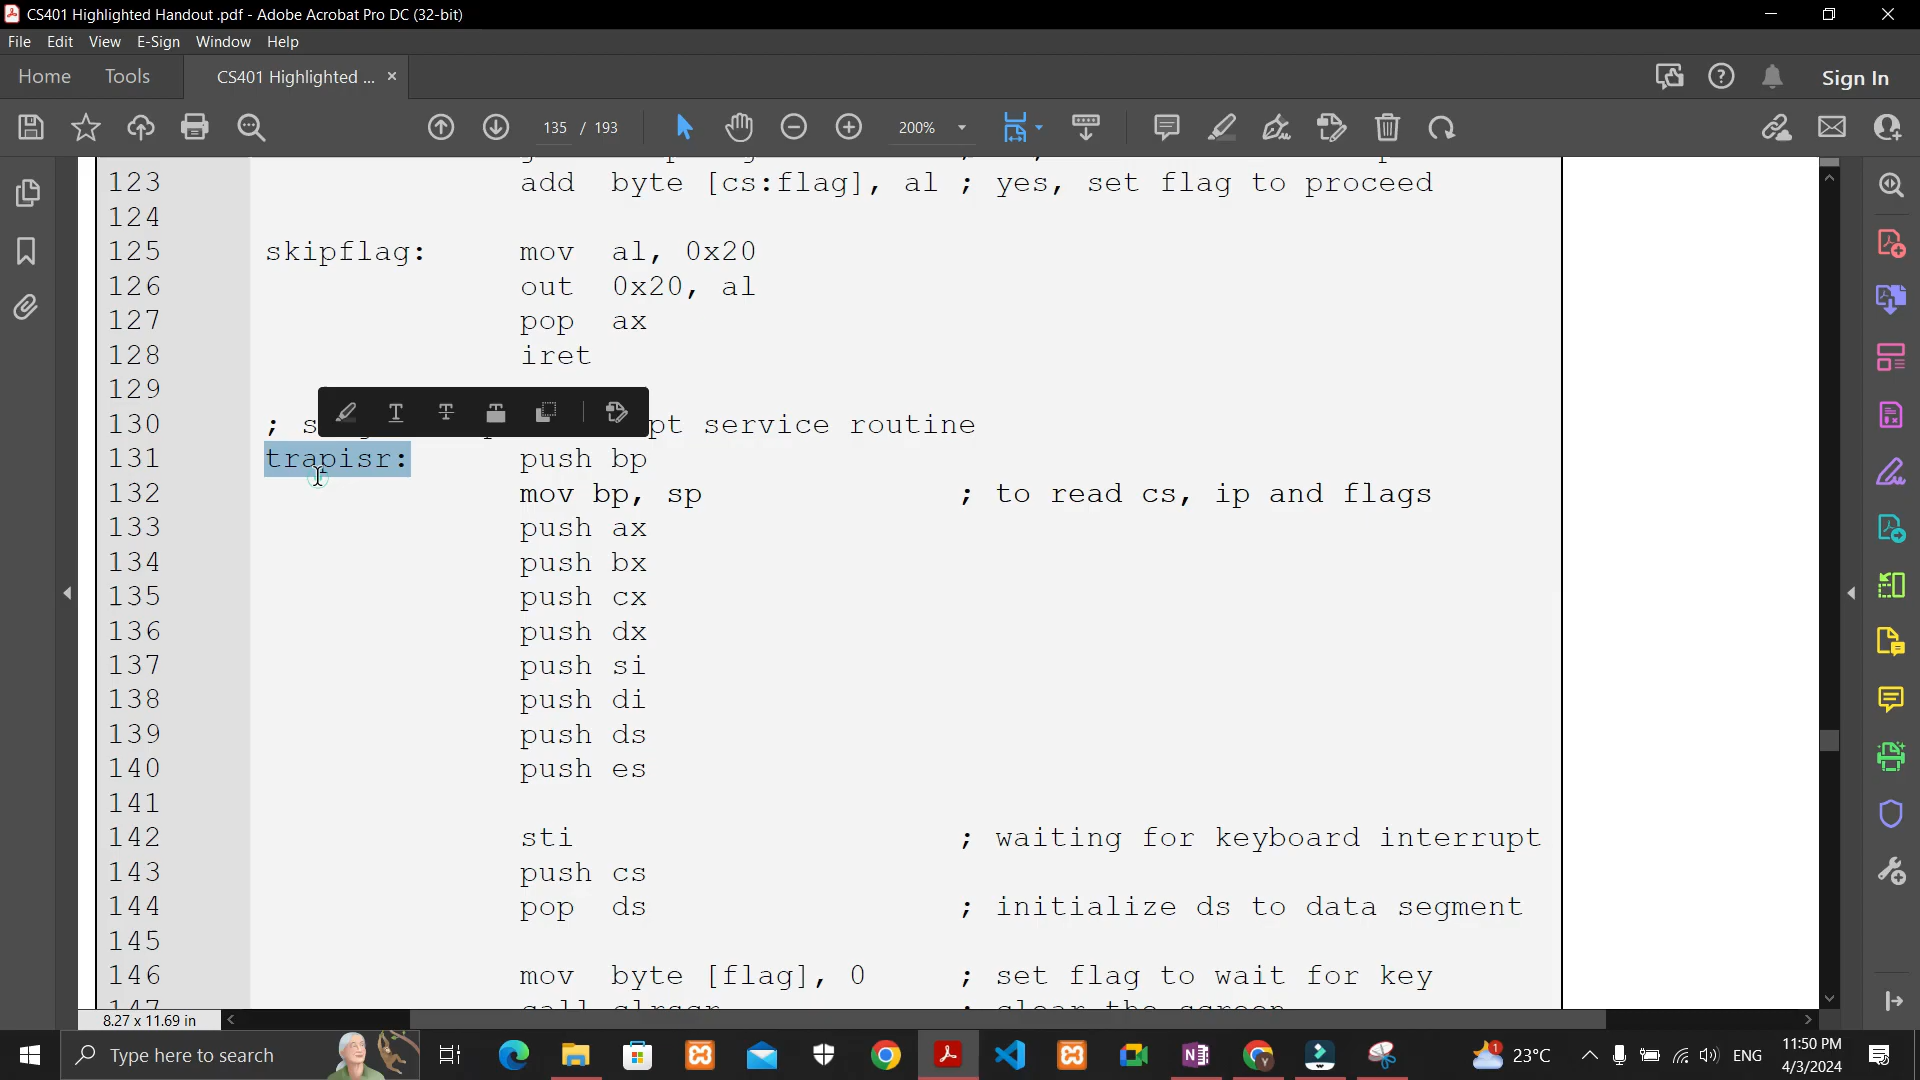 CS401 Highlighted Handout .pdf - Adobe Acrobat Pro DC (32-bit)
File Edit View E-Sign Window Help
Home Tools CS401 Highlighted ... × Sign In
135 / 193 200%
123 add byte [cs:flag], al ; yes, set flag to proceed
124
125 skipflag: mov al, 0x20
126 out 0x20, al
127 pop ax
128 iret
129
130 ; service routine
131 trapisr: push bp
132 mov bp, sp ; to read cs, ip and flags
133 push ax
134 push bx
135 push cx
136 push dx
137 push si
138 push di
139 push ds
140 push es
141
142 sti ; waiting for keyboard interrupt
143 push cs
144 pop ds ; initialize ds to data segment
145
146 mov byte [flag], 0 ; set flag to wait for key
147 call clrscr ; clear the screen
8.27 x 11.69 in
Type here to search
23°C
ENG
11:50 PM
4/3/2024